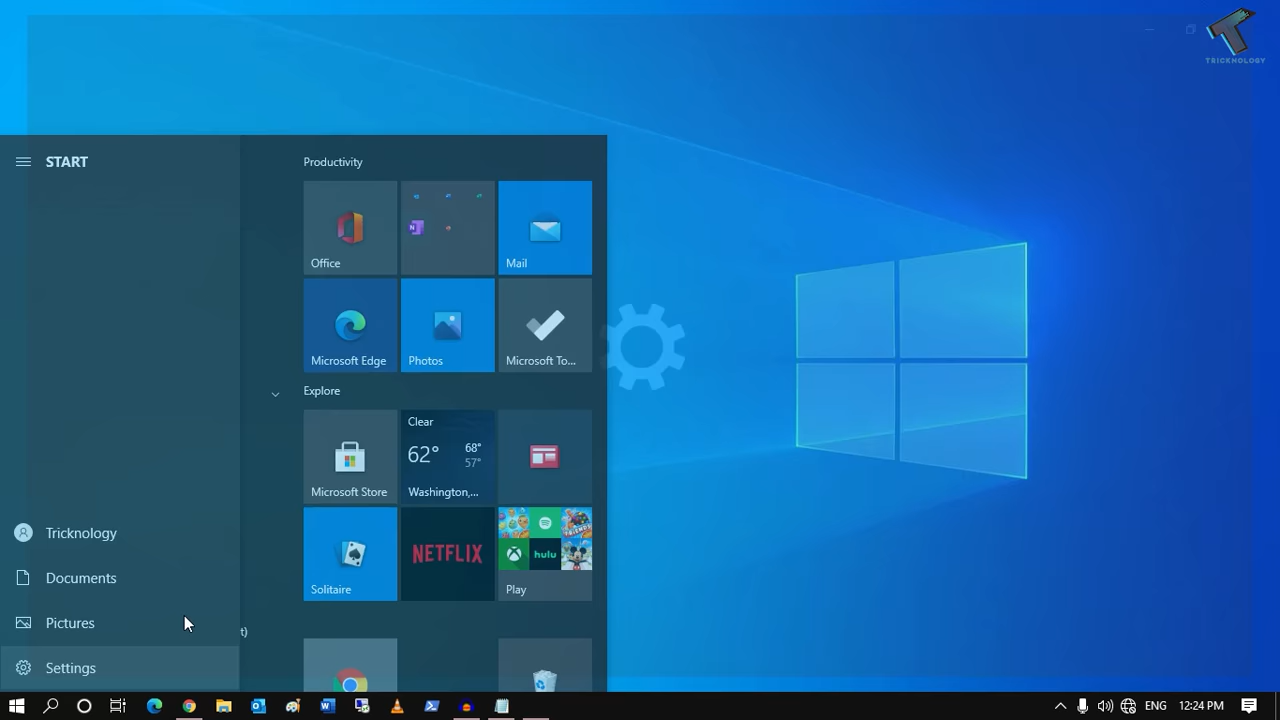 TRICKNOLOGY
START
Productivity
Office
Mail
Microsoft Edge
Photos
Microsoft To...
Explore
Microsoft Store
Clear
62°
68°
57°
Washington,...
Solitaire
NETFLIX
hulu
Play
Tricknology
Documents
Pictures
t)
Settings
ENG
12:24 PM